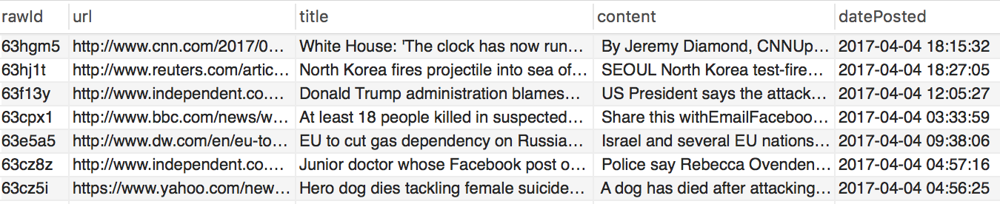 rawId url title content datePosted
63hgm5 http://www.cnn.com/2017/0... White House: 'The clock has now run... By Jeremy Diamond, CNNUp... 2017-04-04 18:15:32
63hj1t http://www.reuters.com/artic... North Korea fires projectile into sea of... SEOUL North Korea test-fire... 2017-04-04 18:27:05
63f13y http://www.independent.co.... Donald Trump administration blames... US President says the attack... 2017-04-04 12:05:27
63cpx1 http://www.bbc.com/news/w... At least 18 people killed in suspected... Share this withEmailFaceboo... 2017-04-04 03:33:59
63e5a5 http://www.dw.com/en/eu-to... EU to cut gas dependency on Russia... Israel and several EU nations... 2017-04-04 09:38:06
63cz8z http://www.independent.co.... Junior doctor whose Facebook post o... Police say Rebecca Ovenden... 2017-04-04 04:57:16
63cz5i https://www.yahoo.com/new... Hero dog dies tackling female suicide... A dog has died after attacking... 2017-04-04 04:56:25